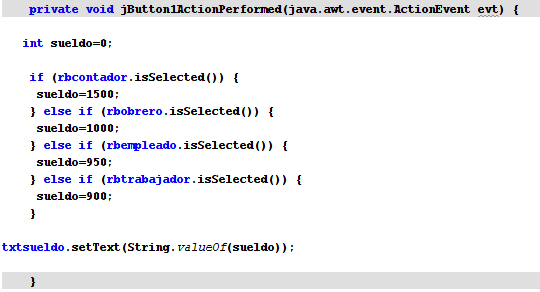 private void jButton1ActionPerformed(java.awt.event.ActionEvent evt) {
int sueldo=0;
if (rbcontador.isSelected()) {
sueldo=1500;
} else if (rbobrero.isSelected()) {
sueldo=1000;
} else if (rbempleado.isSelected()) {
sueldo=950;
} else if (rbtrabajador.isSelected()) {
sueldo=900;
}
txtsueldo.setText(String.valueOf(sueldo));
}